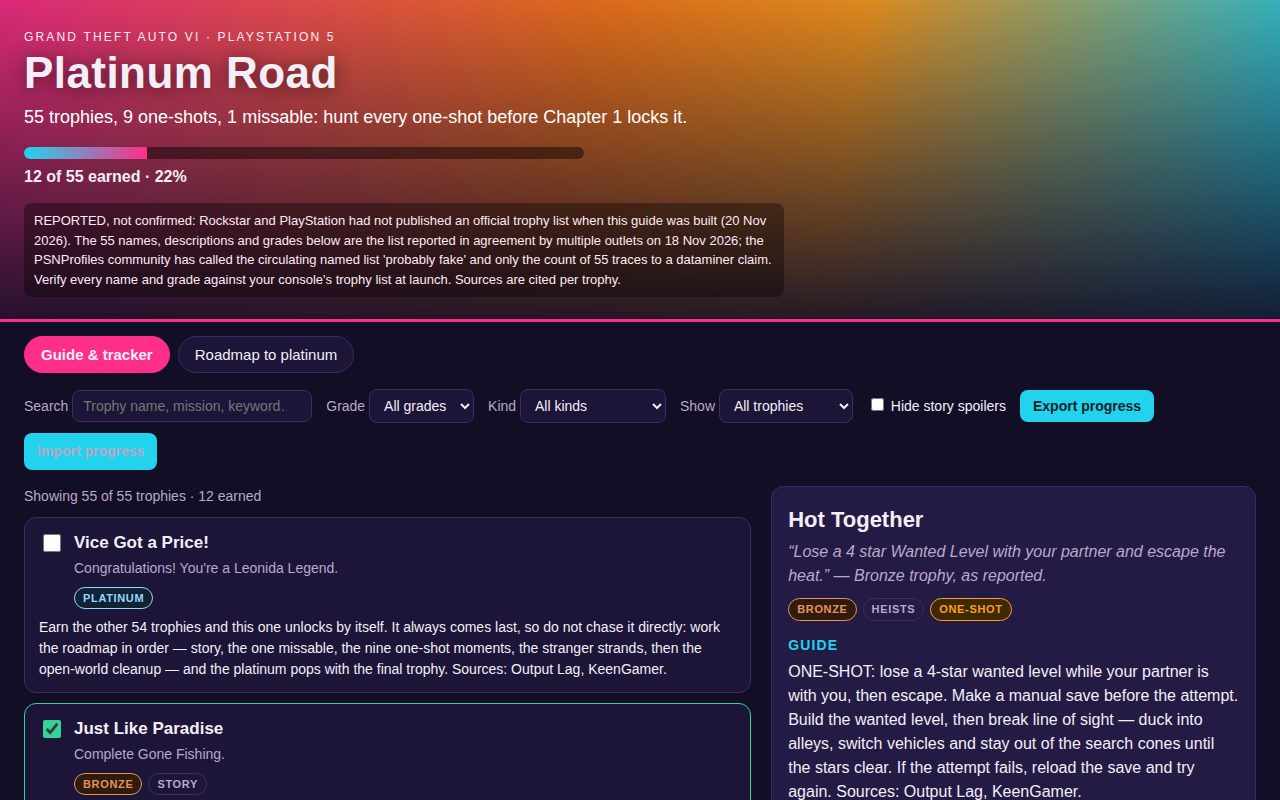 GRAND THEFT AUTO VI · PLAYSTATION 5
Platinum Road
55 trophies, 9 one-shots, 1 missable: hunt every one-shot before Chapter 1 locks it.
12 of 55 earned · 22%
REPORTED, not confirmed: Rockstar and PlayStation had not published an official trophy list when this guide was built (20 Nov
2026). The 55 names, descriptions and grades below are the list reported in agreement by multiple outlets on 18 Nov 2026; the
PSNProfiles community has called the circulating named list 'probably fake' and only the count of 55 traces to a dataminer claim.
Verify every name and grade against your console's trophy list at launch. Sources are cited per trophy.
Guide & tracker
Roadmap to platinum
Search Trophy name, mission, keyword.. Grade All grades Kind All kinds Show All trophies Hide story spoilers Export progress
Import progress
Showing 55 of 55 trophies · 12 earned
Vice Got a Price!
Congratulations! You're a Leonida Legend.
PLATINUM
Earn the other 54 trophies and this one unlocks by itself. It always comes last, so do not chase it directly: work
the roadmap in order — story, the one missable, the nine one-shot moments, the stranger strands, then the
open-world cleanup — and the platinum pops with the final trophy. Sources: Output Lag, KeenGamer.
Just Like Paradise
Complete Gone Fishing.
BRONZE STORY
Hot Together
“Lose a 4 star Wanted Level with your partner and escape the
heat.” — Bronze trophy, as reported.
BRONZE HEISTS ONE-SHOT
GUIDE
ONE-SHOT: lose a 4-star wanted level while your partner is
with you, then escape. Make a manual save before the attempt.
Build the wanted level, then break line of sight — duck into
alleys, switch vehicles and stay out of the search cones until
the stars clear. If the attempt fails, reload the save and try
again. Sources: Output Lag, KeenGamer.